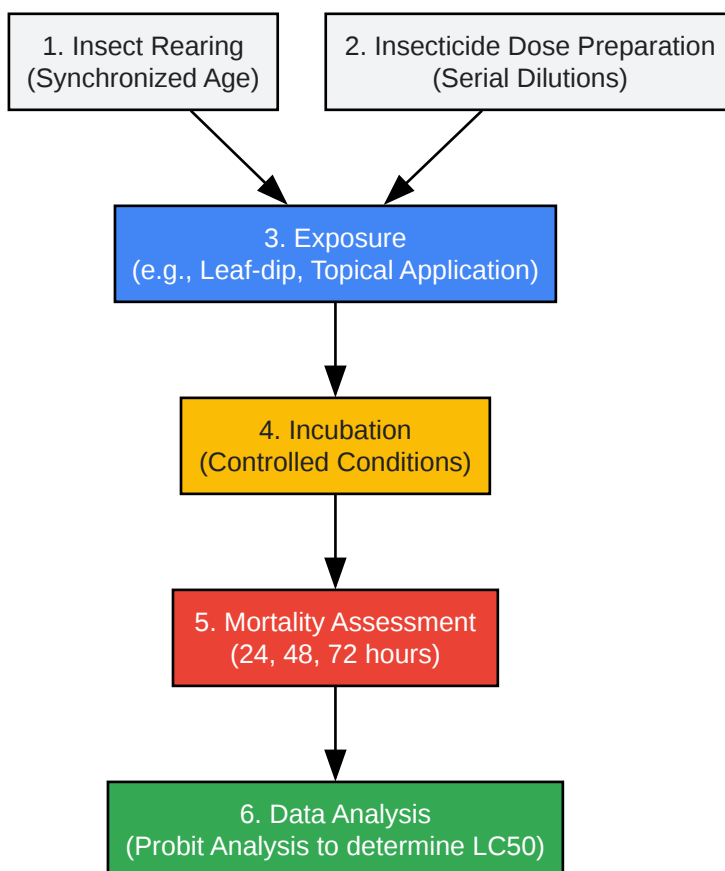 1. Insect Rearing
(Synchronized Age)
2. Insecticide Dose Preparation
(Serial Dilutions)
3. Exposure
(e.g., Leaf-dip, Topical Application)
4. Incubation
(Controlled Conditions)
5. Mortality Assessment
(24, 48, 72 hours)
6. Data Analysis
(Probit Analysis to determine LC50)